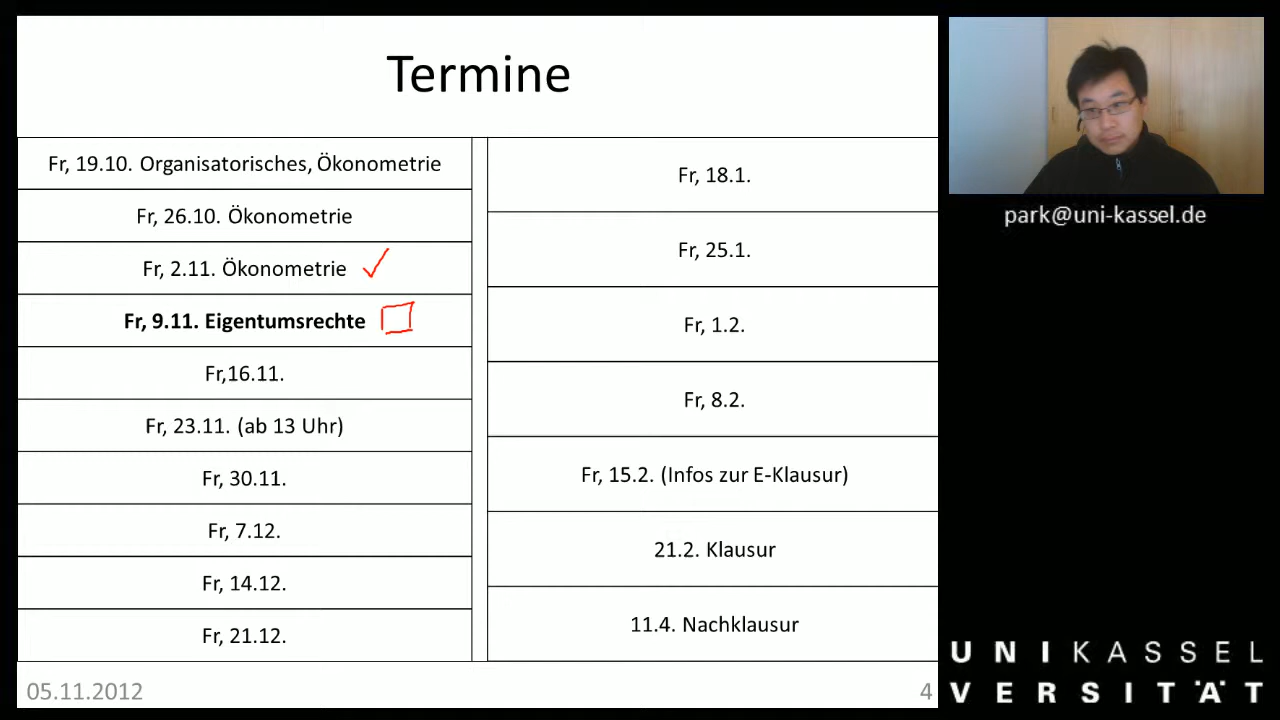 Termine
Fr, 19.10. Organisatorisches, Ökonometrie
Fr, 26.10. Ökonometrie
Fr, 2.11. Ökonometrie
Fr, 9.11. Eigentumsrechte
Fr,16.11.
Fr, 23.11. (ab 13 Uhr)
Fr, 30.11.
Fr, 7.12.
Fr, 14.12.
Fr, 21.12.
Fr, 18.1.
Fr, 25.1.
Fr, 1.2.
Fr, 8.2.
Fr, 15.2. (Infos zur E-Klausur)
21.2. Klausur
11.4. Nachklausur
05.11.2012
4
park@uni-kassel.de
UNIKASSEL
VERSITÄT